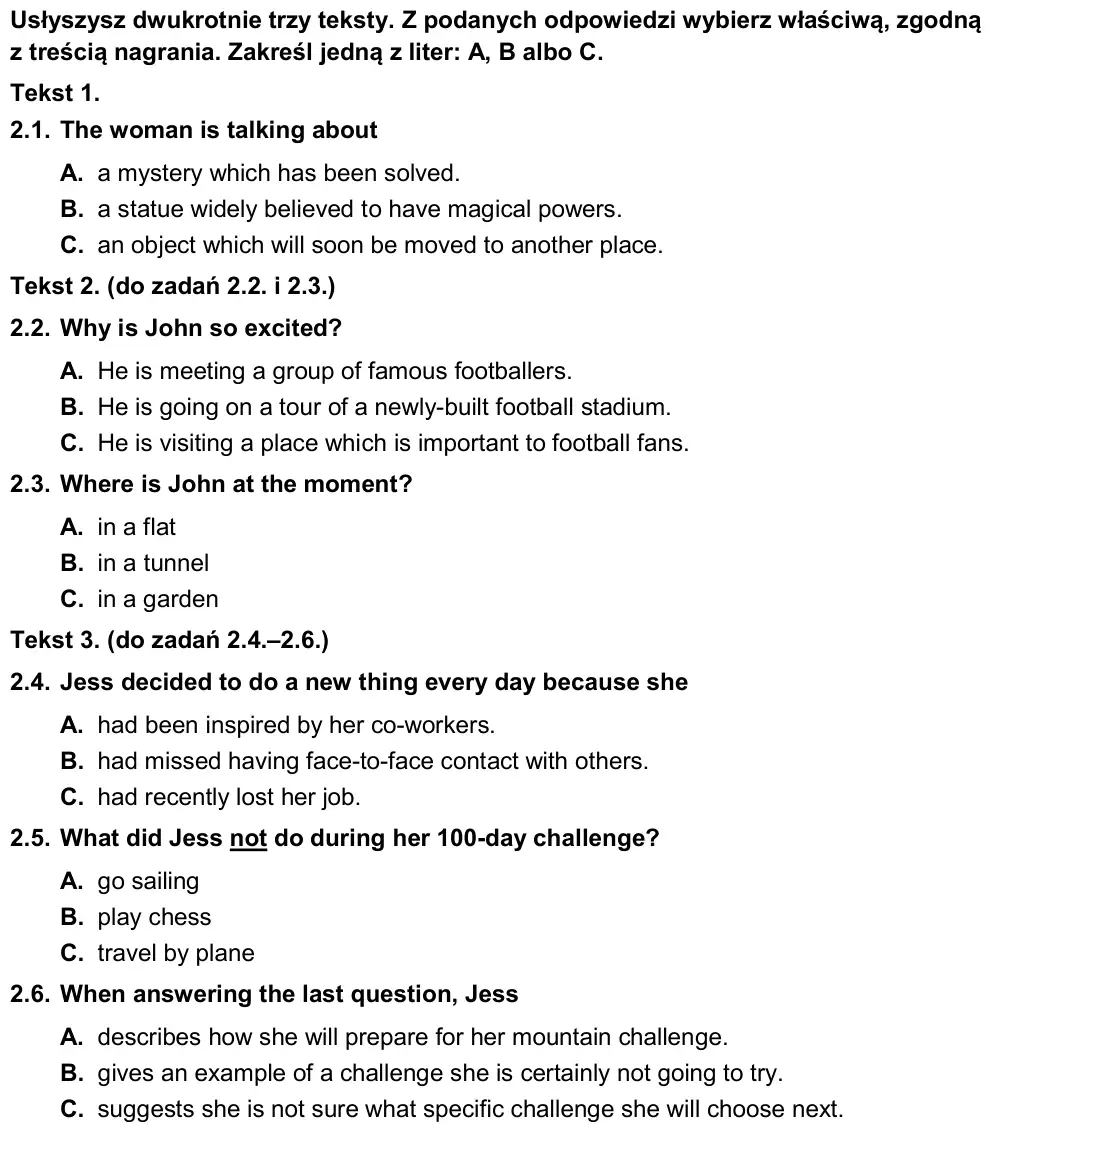 Usłyszysz dwukrotnie trzy teksty. Z podanych odpowiedzi wybierz właściwą, zgodną
z treścią nagrania. Zakreśl jedną z liter: A, B albo C.
Tekst 1.
2.1. The woman is talking about
A. a mystery which has been solved.
B. a statue widely believed to have magical powers.
C. an object which will soon be moved to another place.
Tekst 2. (do zadań 2.2. i 2.3.)
2.2. Why is John so excited?
A. He is meeting a group of famous footballers.
B. He is going on a tour of a newly-built football stadium.
C. He is visiting a place which is important to football fans.
2.3. Where is John at the moment?
A. in a flat
B. in a tunnel
C. in a garden
Tekst 3. (do zadań 2.4.–2.6.)
2.4. Jess decided to do a new thing every day because she
A. had been inspired by her co-workers.
B. had missed having face-to-face contact with others.
C. had recently lost her job.
2.5. What did Jess not do during her 100-day challenge?
A. go sailing
B. play chess
C. travel by plane
2.6. When answering the last question, Jess
A. describes how she will prepare for her mountain challenge.
B. gives an example of a challenge she is certainly not going to try.
C. suggests she is not sure what specific challenge she will choose next.